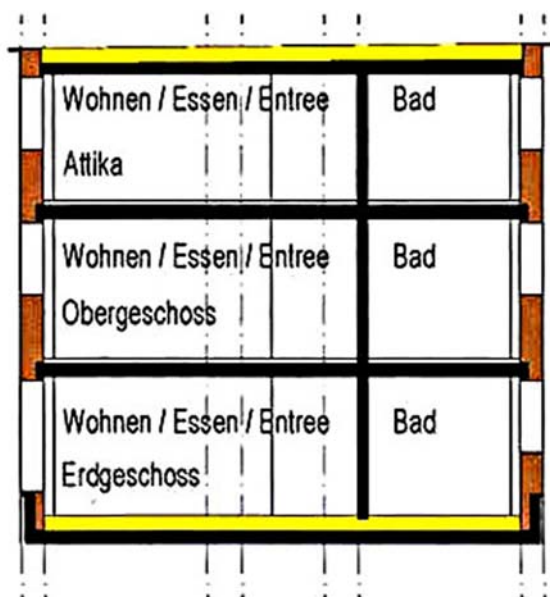 Wohnen / Essen / Entree Bad
Attika
Wohnen / Essen / Entree Bad
Obergeschoss
Wohnen / Essen / Entree Bad
Erdgeschoss